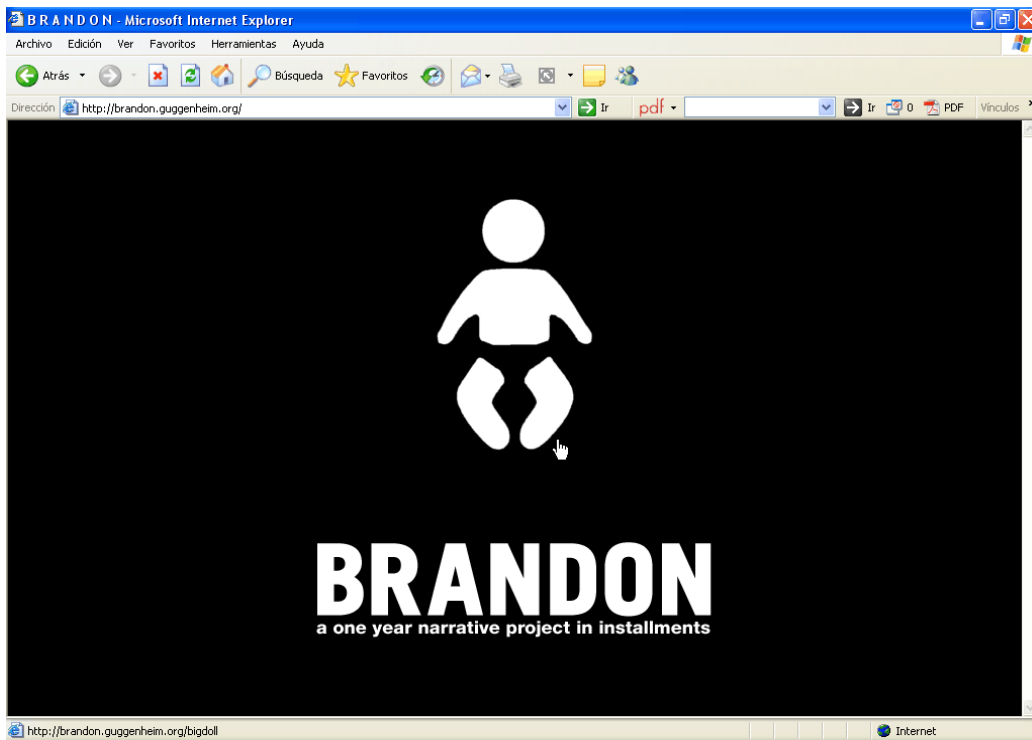 B R A N D O N - Microsoft Internet Explorer
Archivo Edición Ver Favoritos Herramientas Ayuda
Atrás Búsqueda Favoritos
Dirección http://brandon.guggenheim.org/ Ir pdf Ir 0 PDF Vínculos
BRANDON
a one year narrative project in installments
http://brandon.guggenheim.org/bigdoll Internet